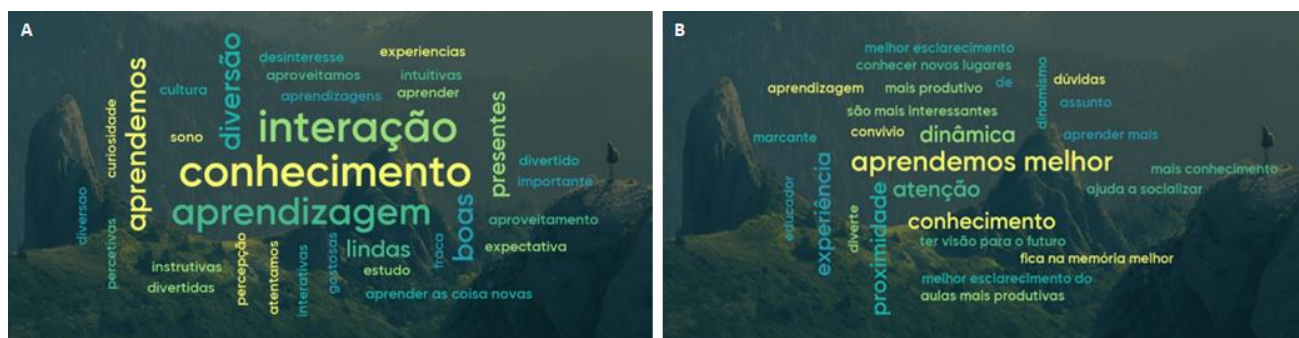 A
diversão
desinteresse
experiencias
aproveitamos
intuitivas
aprendemos
cultura
aprendizagens
aprender
curiosidade
sono
interação
presentes
conhecimento
divertido
importante
aprendizagem
diversao
percetivas
boas
aproveitamento
lindas
fraca
expectativa
instrutivas
percepção
atentamos
interativas
gostosas
estudo
divertidas
aprender as coisa novas
B
melhor esclarecimento
conhecer novos lugares
dinamismo
dúvidas
aprendizagem
mais produtivo
de
são mais interessantes
assunto
marcante
convívio
dinâmica
aprender mais
aprendemos melhor
mais conhecimento
educador
experiência
diverte
proximidade
atenção
ajuda a socializar
conhecimento
ter visão para o futuro
fica na memória melhor
melhor esclarecimento do
aulas mais produtivas